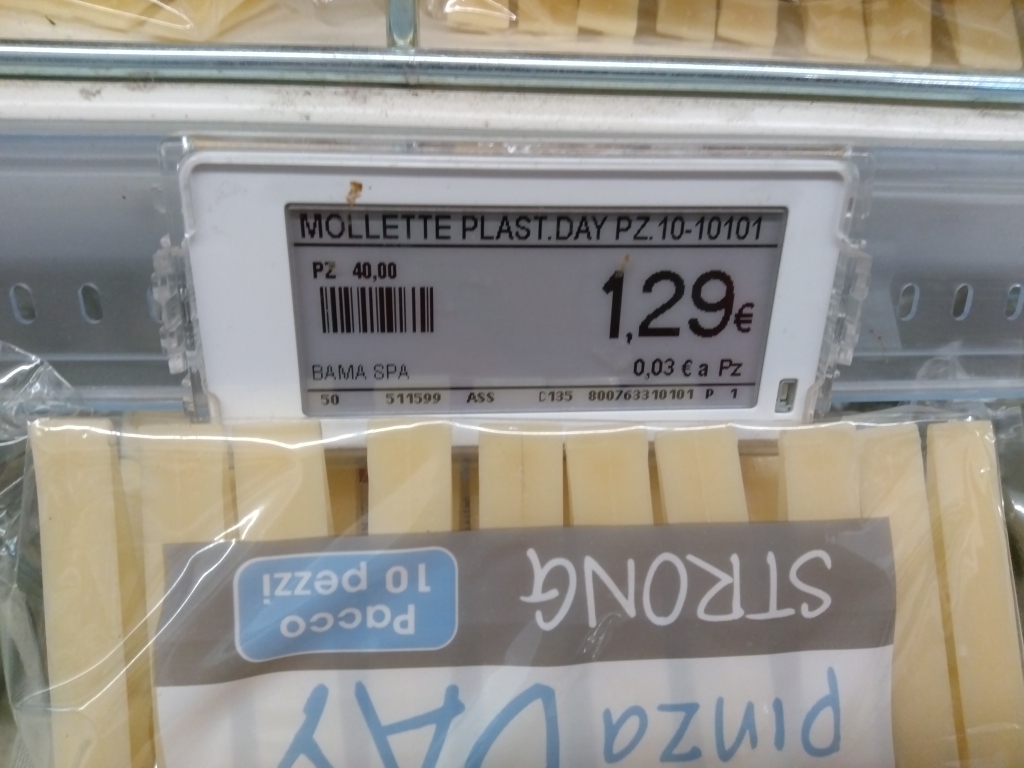 MOLLETTE PLAST.DAY PZ.10-10101
PZ 40,00
1,29€
BAMA SPA
0,03 € a Pz
50 511599 ASS C135 800763310101 P 1
STRONG
Pacco
10 pezzi
pinza DAY